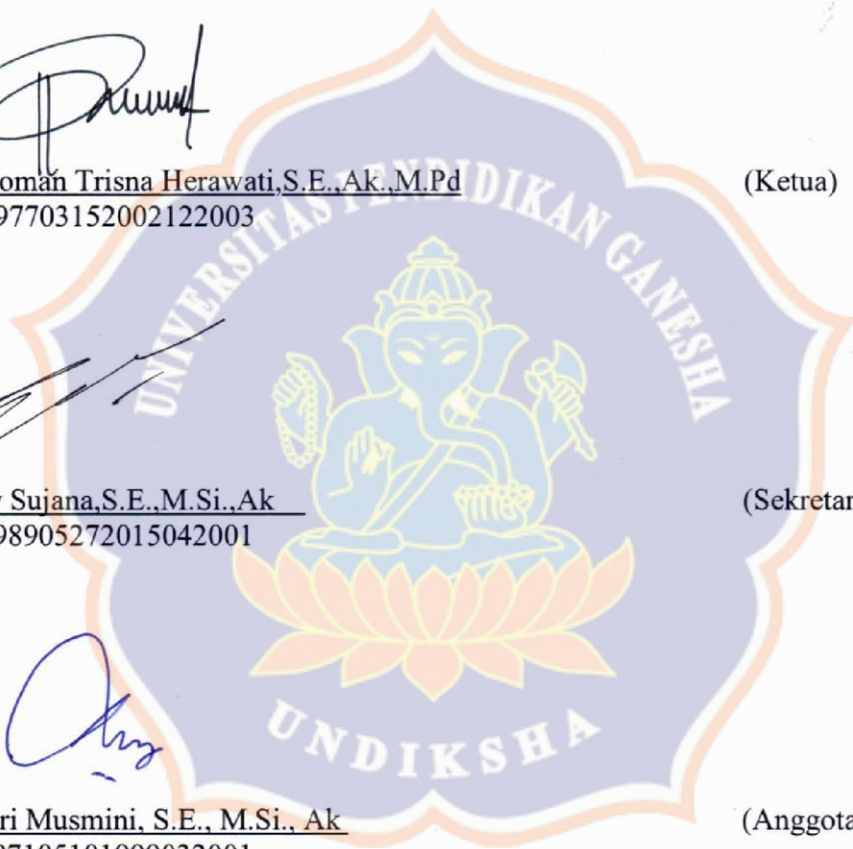 oman Trisna Herawati,S.E.,Ak.,M.Pd (Ketua)
97703152002122003
UNIVERSITAS PENDIDIKAN GANESHA
Sujana,S.E.,M.Si.,Ak (Sekretar
98905272015042001
UNDIKSHA
ri Musmini, S.E., M.Si., Ak (Anggota